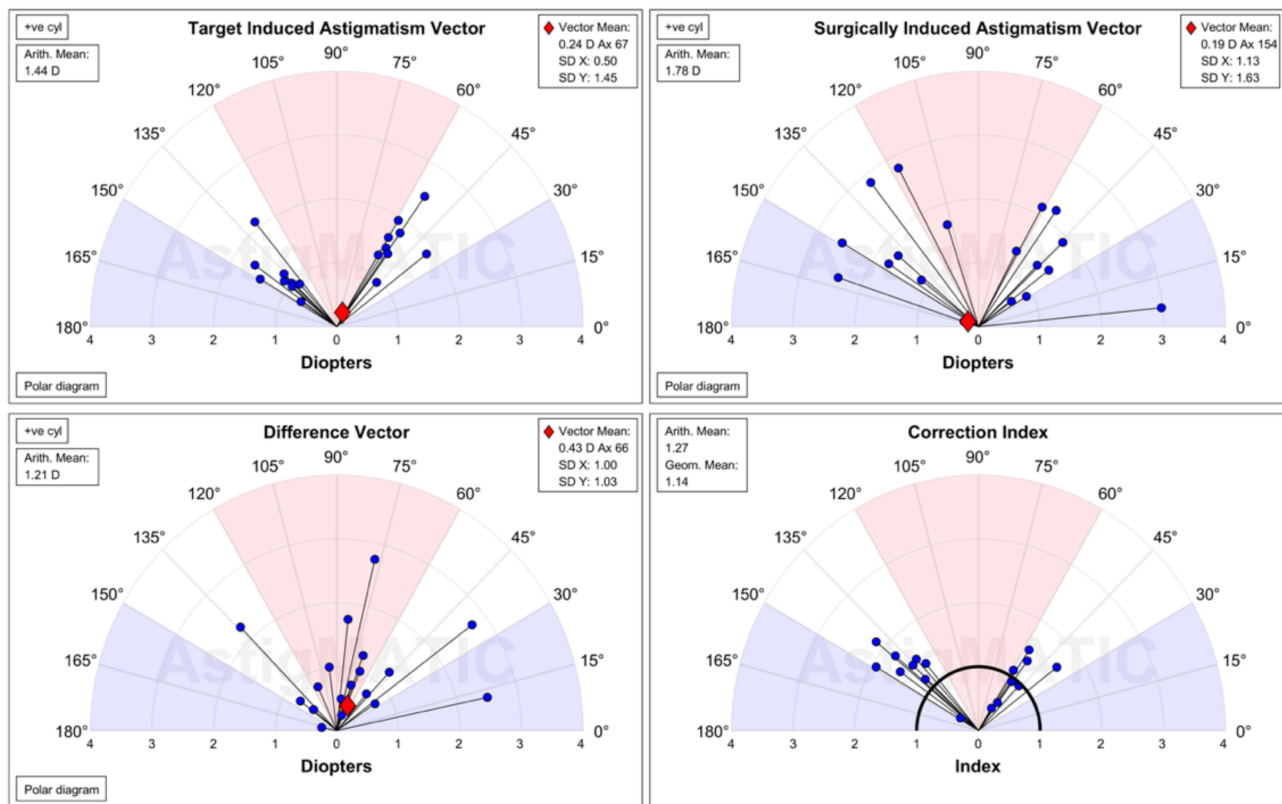 +ve cyl
Target Induced Astigmatism Vector
Arith. Mean:
1.44 D
Vector Mean:
0.24 D Ax 67
SD X: 0.50
SD Y: 1.45
90°
105° 75°
120° 60°
135° 45°
150° 30°
165° 15°
AstigMATIC
180° 0°
4 3 2 1 0 1 2 3 4
Diopters
Polar diagram
+ve cyl
Surgically Induced Astigmatism Vector
Arith. Mean:
1.78 D
Vector Mean:
0.19 D Ax 154
SD X: 1.13
SD Y: 1.63
90°
105° 75°
120° 60°
135° 45°
150° 30°
165° 15°
AstigMATIC
180° 0°
4 3 2 1 0 1 2 3 4
Diopters
Polar diagram
+ve cyl
Difference Vector
Arith. Mean:
1.21 D
Vector Mean:
0.43 D Ax 66
SD X: 1.00
SD Y: 1.03
90°
105° 75°
120° 60°
135° 45°
150° 30°
165° 15°
AstigMATIC
180° 0°
4 3 2 1 0 1 2 3 4
Diopters
Polar diagram
Correction Index
Arith. Mean:
1.27
Geom. Mean:
1.14
90°
105° 75°
120° 60°
135° 45°
150° 30°
165° 15°
AstigMATIC
180° 0°
4 3 2 1 0 1 2 3 4
Index